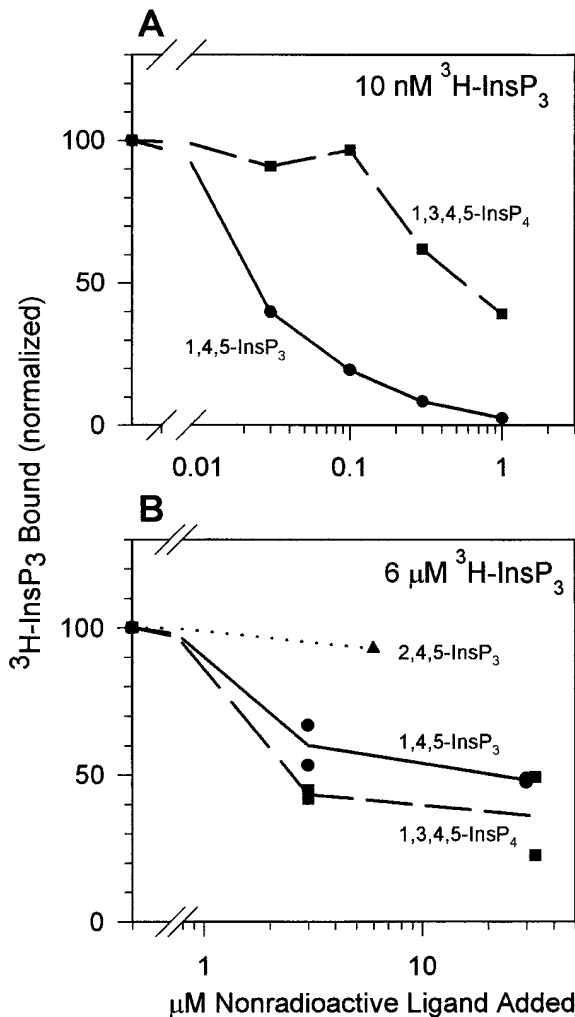 A
10 nM ³H-InsP₃
100
50
0
1,3,4,5-InsP₄
1,4,5-InsP₃
0.01 0.1 1
³H-InsP₃ Bound (normalized)
B
6 µM ³H-InsP₃
100
50
0
2,4,5-InsP₃
1,4,5-InsP₃
1,3,4,5-InsP₄
1 10
µM Nonradioactive Ligand Added